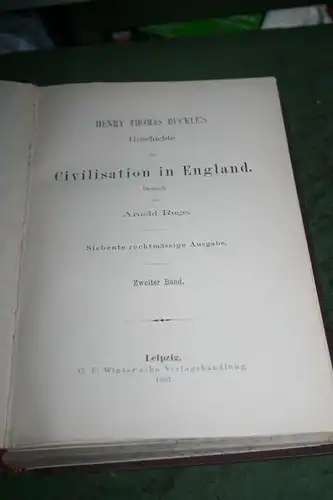 HENRY THOMAS BUCKLE'S
Geschichte
der
Civilisation in England.
Deutsch
von
Arnold Ruge.
Siebente rechtmässige Ausgabe.
Zweiter Band.
Leipzig.
C. F. Winter'sche Verlagshandlung.